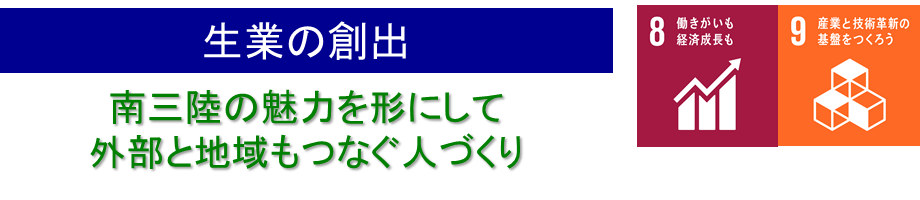 生業の創出
南三陸の魅力を形にして
外部と地域もつなぐ人づくり
8 働きがいも
経済成長も
9 産業と技術革新の
基盤をつくろう